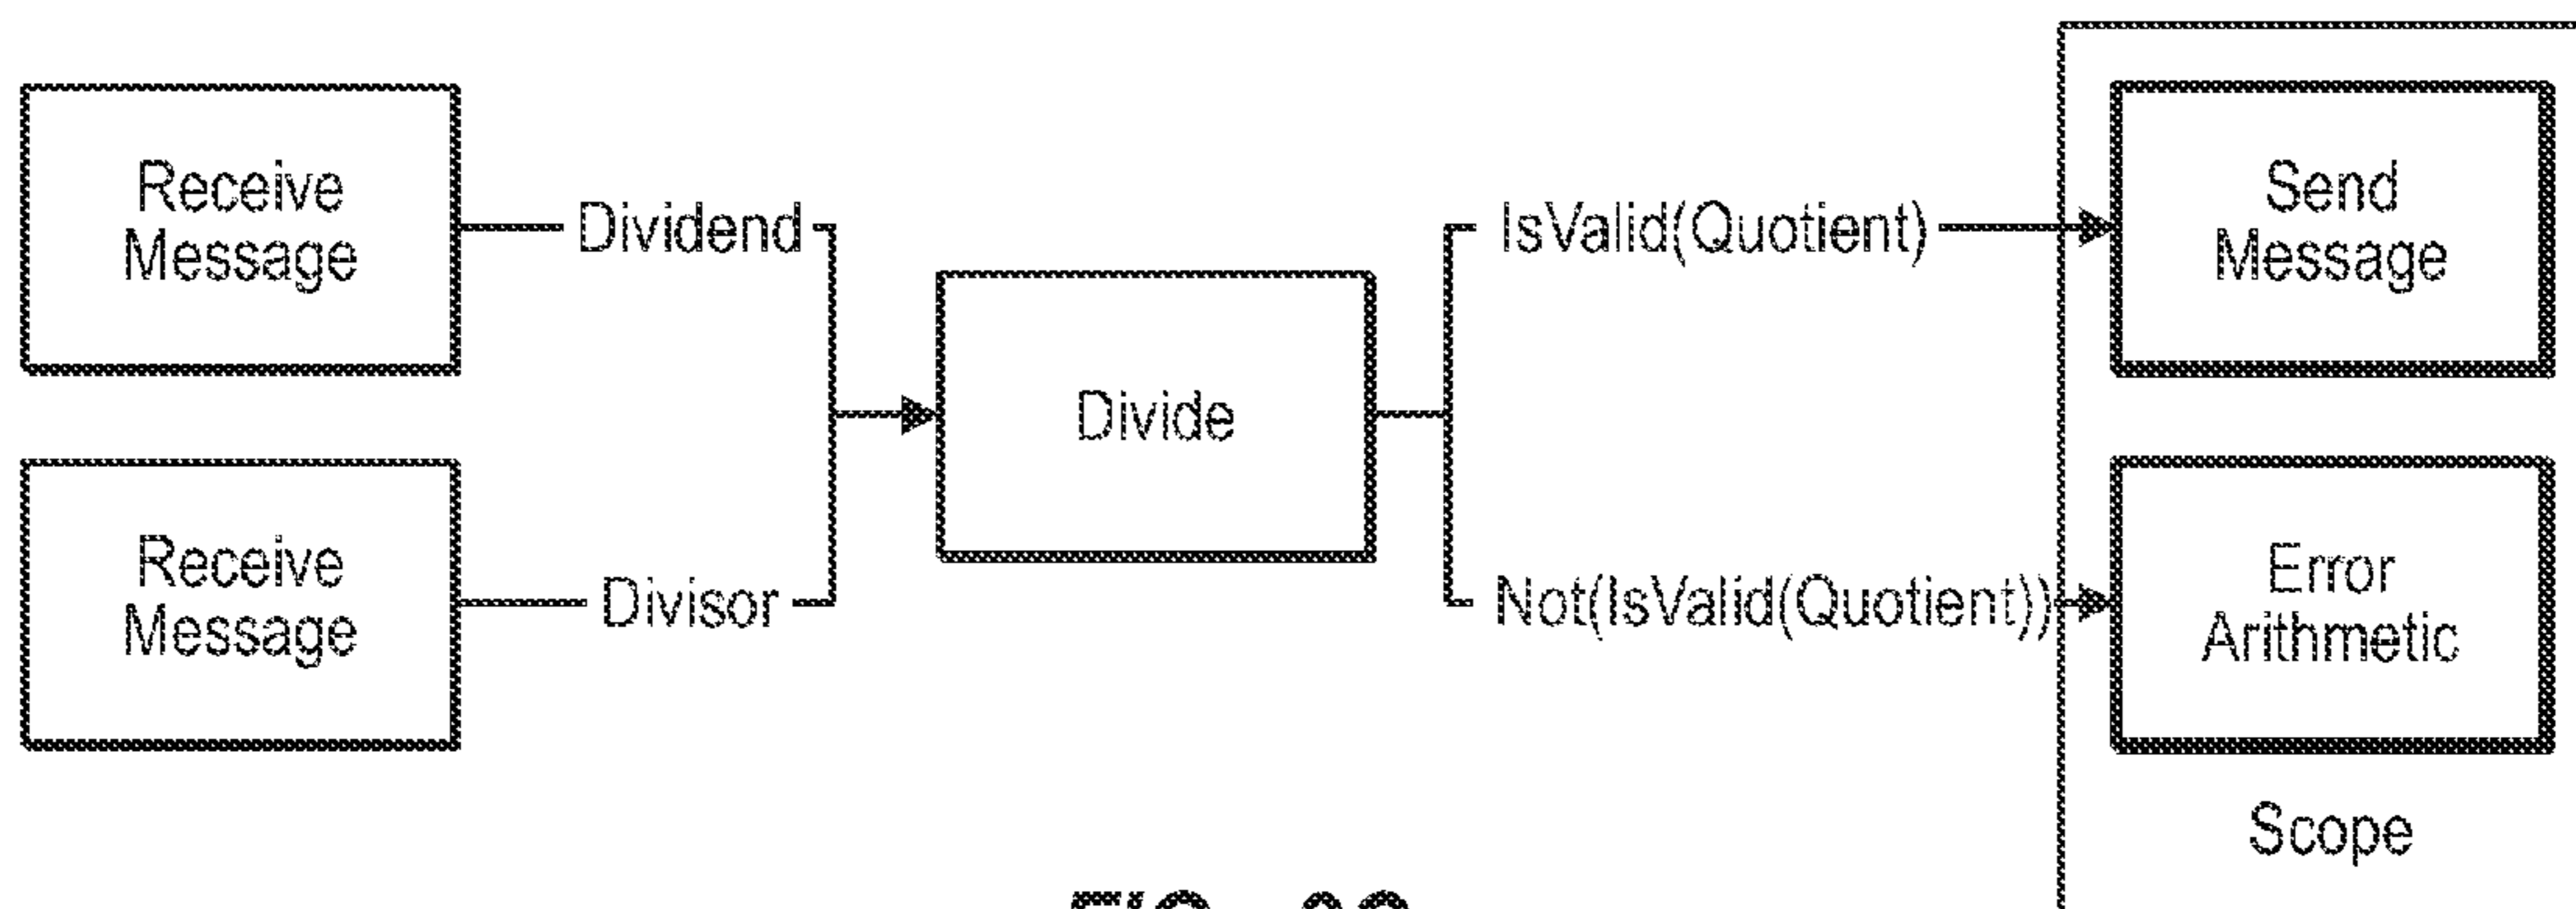 Receive
Message
Dividend
IsValid(Quotient)
Send
Message
Divide
Receive
Message
Divisor
Not(IsValid(Quotient))
Error
Arithmetic
Scope